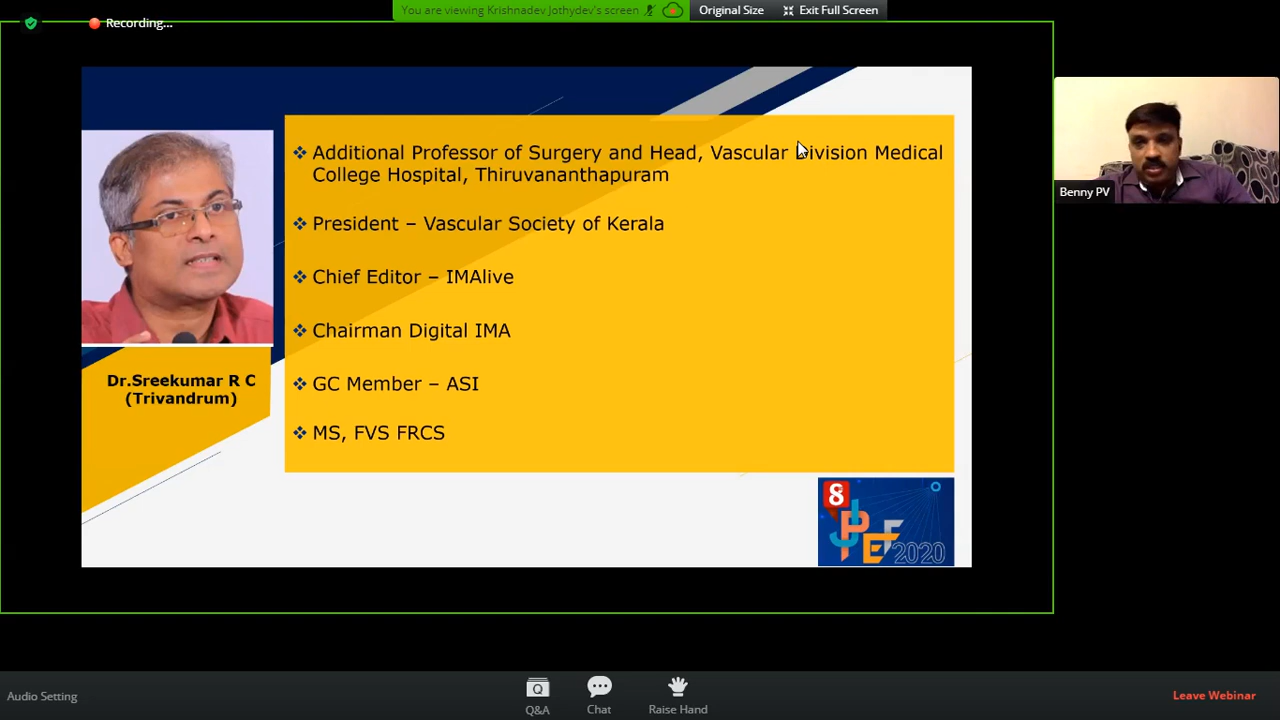 You are viewing Krishnadev Jothydev's screen
Original Size
Exit Full Screen
Recording...
Additional Professor of Surgery and Head, Vascular Division Medical
College Hospital, Thiruvananthapuram
President – Vascular Society of Kerala
Chief Editor – IMAlive
Chairman Digital IMA
GC Member – ASI
MS, FVS FRCS
Dr.Sreekumar R C
(Trivandrum)
8
JPEF
2020
Benny PV
Audio Setting
Q&A
Chat
Raise Hand
Leave Webinar